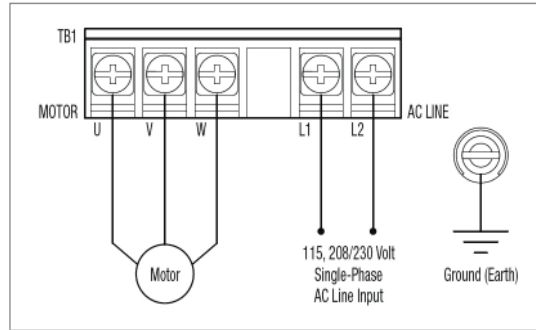 TB1
MOTOR
U
V
W
L1
L2
AC LINE
Motor
115, 208/230 Volt
Single-Phase
AC Line Input
Ground (Earth)